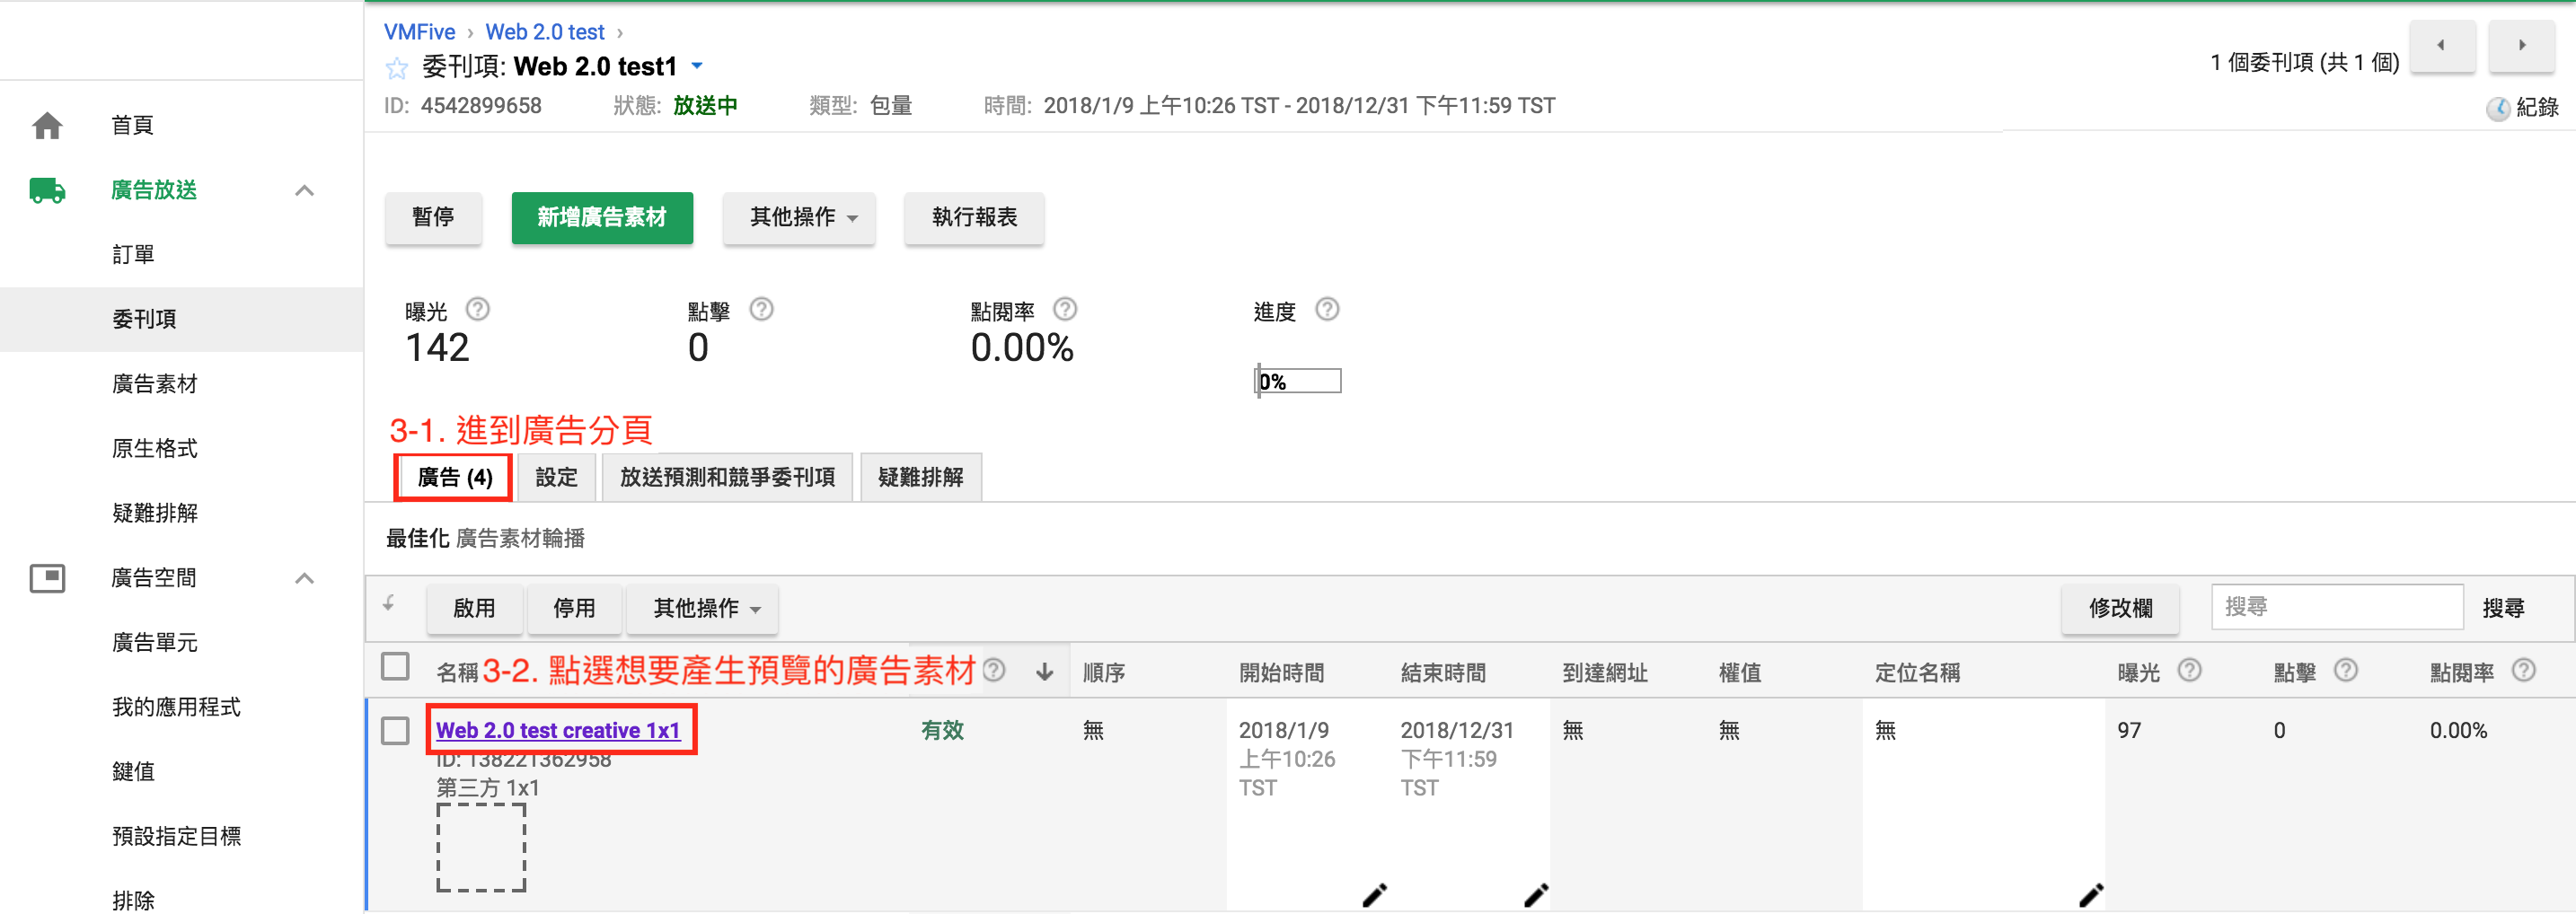 VMFive › Web 2.0 test ›
委刊項: Web 2.0 test1
1 個委刊項 (共 1 個)
ID: 4542899658 狀態: 放送中 類型: 包量 時間: 2018/1/9 上午10:26 TST - 2018/12/31 下午11:59 TST
紀錄
首頁
廣告放送
訂單
委刊項
廣告素材
原生格式
疑難排解
廣告空間
廣告單元
我的應用程式
鍵值
預設指定目標
排除
暫停 新增廣告素材 其他操作 執行報表
曝光 ? 點擊 ? 點閱率 ? 進度 ?
142 0 0.00%
0%
3-1. 進到廣告分頁
廣告 (4) 設定 放送預測和競爭委刊項 疑難排解
最佳化 廣告素材輪播
啟用 停用 其他操作 修改欄 搜尋 搜尋
名稱 3-2. 點選想要產生預覽的廣告素材 ? 順序 開始時間 結束時間 到達網址 權值 定位名稱 曝光 ? 點擊 ? 點閱率 ?
Web 2.0 test creative 1x1 有效 無 2018/1/9 2018/12/31 無 無 無 97 0 0.00%
ID: 138221362958 上午10:26 下午11:59
第三方 1x1 TST TST